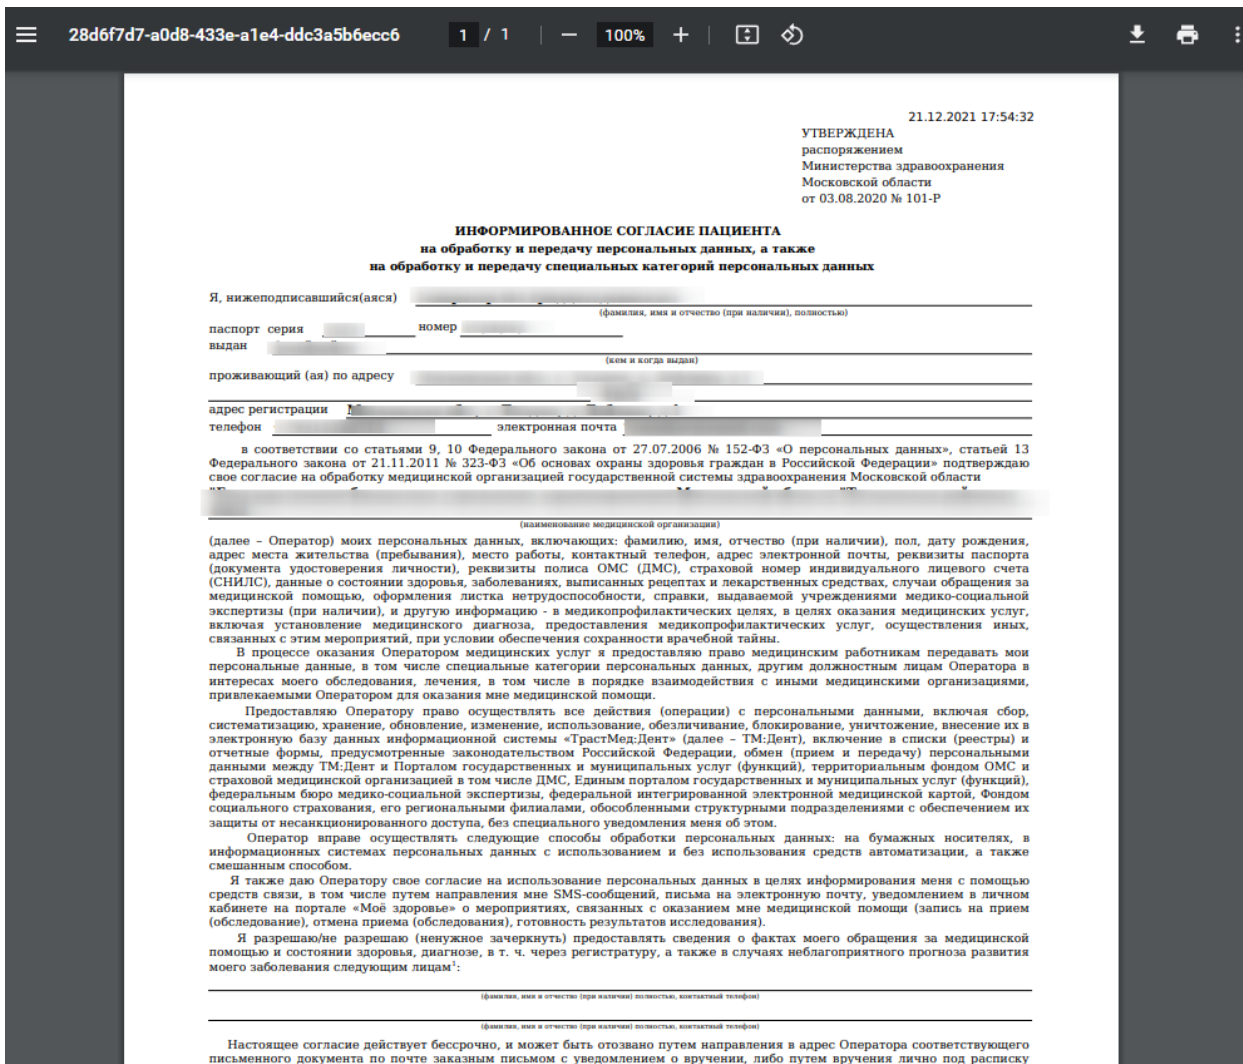 28d6f7d7-a0d8-433e-a1e4-ddc3a5b6ecc6 1 / 1 100%
21.12.2021 17:54:32
УТВЕРЖДЕНА
распоряжением
Министерства здравоохранения
Московской области
от 03.08.2020 № 101-Р
ИНФОРМИРОВАННОЕ СОГЛАСИЕ ПАЦИЕНТА
на обработку и передачу персональных данных, а также
на обработку и передачу специальных категорий персональных данных
Я, нижеподписавшийся(аяся)
(фамилия, имя и отчество (при наличии), полностью)
паспорт серия номер
выдан
(кем и когда выдан)
проживающий (ая) по адресу
адрес регистрации
телефон электронная почта
в соответствии со статьями 9, 10 Федерального закона от 27.07.2006 № 152-ФЗ «О персональных данных», статьей 13
Федерального закона от 21.11.2011 № 323-ФЗ «Об основах охраны здоровья граждан в Российской Федерации» подтверждаю
свое согласие на обработку медицинской организацией государственной системы здравоохранения Московской области
(наименование медицинской организации)
(далее – Оператор) моих персональных данных, включающих: фамилию, имя, отчество (при наличии), пол, дату рождения,
адрес места жительства (пребывания), место работы, контактный телефон, адрес электронной почты, реквизиты паспорта
(документа удостоверения личности), реквизиты полиса ОМС (ДМС), страховой номер индивидуального лицевого счета
(СНИЛС), данные о состоянии здоровья, заболеваниях, выписанных рецептах и лекарственных средствах, случаи обращения за
медицинской помощью, оформления листка нетрудоспособности, справки, выдаваемой учреждениями медико-социальной
экспертизы (при наличии), и другую информацию - в медикопрофилактических целях, в целях оказания медицинских услуг,
включая установление медицинского диагноза, предоставления медикопрофилактических услуг, осуществления иных,
связанных с этим мероприятий, при условии обеспечения сохранности врачебной тайны.
В процессе оказания Оператором медицинских услуг я предоставляю право медицинским работникам передавать мои
персональные данные, в том числе специальные категории персональных данных, другим должностным лицам Оператора в
интересах моего обследования, лечения, в том числе в порядке взаимодействия с иными медицинскими организациями,
привлекаемыми Оператором для оказания мне медицинской помощи.
Предоставляю Оператору право осуществлять все действия (операции) с персональными данными, включая сбор,
систематизацию, хранение, обновление, изменение, использование, обезличивание, блокирование, уничтожение, внесение их в
электронную базу данных информационной системы «ТрастМед:Дент» (далее – ТМ:Дент), включение в списки (реестры) и
отчетные формы, предусмотренные законодательством Российской Федерации, обмен (прием и передачу) персональными
данными между ТМ:Дент и Порталом государственных и муниципальных услуг (функций), территориальным фондом ОМС и
страховой медицинской организацией в том числе ДМС, Единым порталом государственных и муниципальных услуг (функций),
федеральным бюро медико-социальной экспертизы, федеральной интегрированной электронной медицинской картой, Фондом
социального страхования, его региональными филиалами, обособленными структурными подразделениями с обеспечением их
защиты от несанкционированного доступа, без специального уведомления меня об этом.
Оператор вправе осуществлять следующие способы обработки персональных данных: на бумажных носителях, в
информационных системах персональных данных с использованием и без использования средств автоматизации, а также
смешанным способом.
Я также даю Оператору свое согласие на использование персональных данных в целях информирования меня с помощью
средств связи, в том числе путем направления мне SMS-сообщений, письма на электронную почту, уведомлением в личном
кабинете на портале «Моё здоровье» о мероприятиях, связанных с оказанием мне медицинской помощи (запись на прием
(обследование), отмена приема (обследования), готовность результатов исследования).
Я разрешаю/не разрешаю (ненужное зачеркнуть) предоставлять сведения о фактах моего обращения за медицинской
помощью и состоянии здоровья, диагнозе, в т. ч. через регистратуру, а также в случаях неблагоприятного прогноза развития
моего заболевания следующим лицам¹:
(фамилия, имя и отчество (при наличии) полностью, контактный телефон)
(фамилия, имя и отчество (при наличии) полностью, контактный телефон)
Настоящее согласие действует бессрочно, и может быть отозвано путем направления в адрес Оператора соответствующего
письменного документа по почте заказным письмом с уведомлением о вручении, либо путем вручения лично под расписку